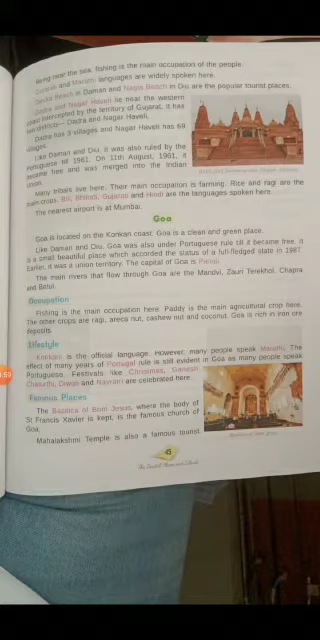 Being near the sea, fishing is the main occupation of the people.
Gujarati and Marathi languages are widely spoken here.
Devka Beach in Daman and Nagoa Beach in Diu are the popular tourist places.
Dadra and Nagar Haveli lie near the western
coast intercepted by the territory of Gujarat. It has
two districts— Dadra and Nagar Haveli.
Dadra has 3 villages and Nagar Haveli has 69
villages.
Like Daman and Diu, it was also ruled by the
Portuguese till 1961. On 11th August, 1961, it
became free and was merged into the Indian
union.
Many tribals live here. Their main occupation is farming. Rice and ragi are the
main crops. Bhili, Bhilodi, Gujarati and Hindi are the languages spoken here.
The nearest airport is at Mumbai.
Goa
Goa is located on the Konkan coast. Goa is a clean and green place.
Like Daman and Diu, Goa was also under Portuguese rule till it became free. It
is a small beautiful place which accorded the status of a full-fledged state in 1987.
Earlier, it was a union territory. The capital of Goa is Panaji.
The main rivers that flow through Goa are the Mandvi, Zauri Terekhol, Chapra
and Betul.
Occupation
Fishing is the main occupation here. Paddy is the main agricultural crop here.
The other crops are ragi, areca nut, cashew nut and coconut. Goa is rich in iron ore
deposits.
Lifestyle
Konkani is the official language. However, many people speak Marathi. The
effect of many years of Portugal rule is still evident in Goa as many people speak
Portuguese. Festivals like Christmas, Ganesh
Chaturthi, Diwali and Navratri are celebrated here.
Famous Places
The Basilica of Bom Jesus, where the body of
St Francis Xavier is kept, is the famous church of
Goa.
Mahalakshmi Temple is also a famous tourist
:59